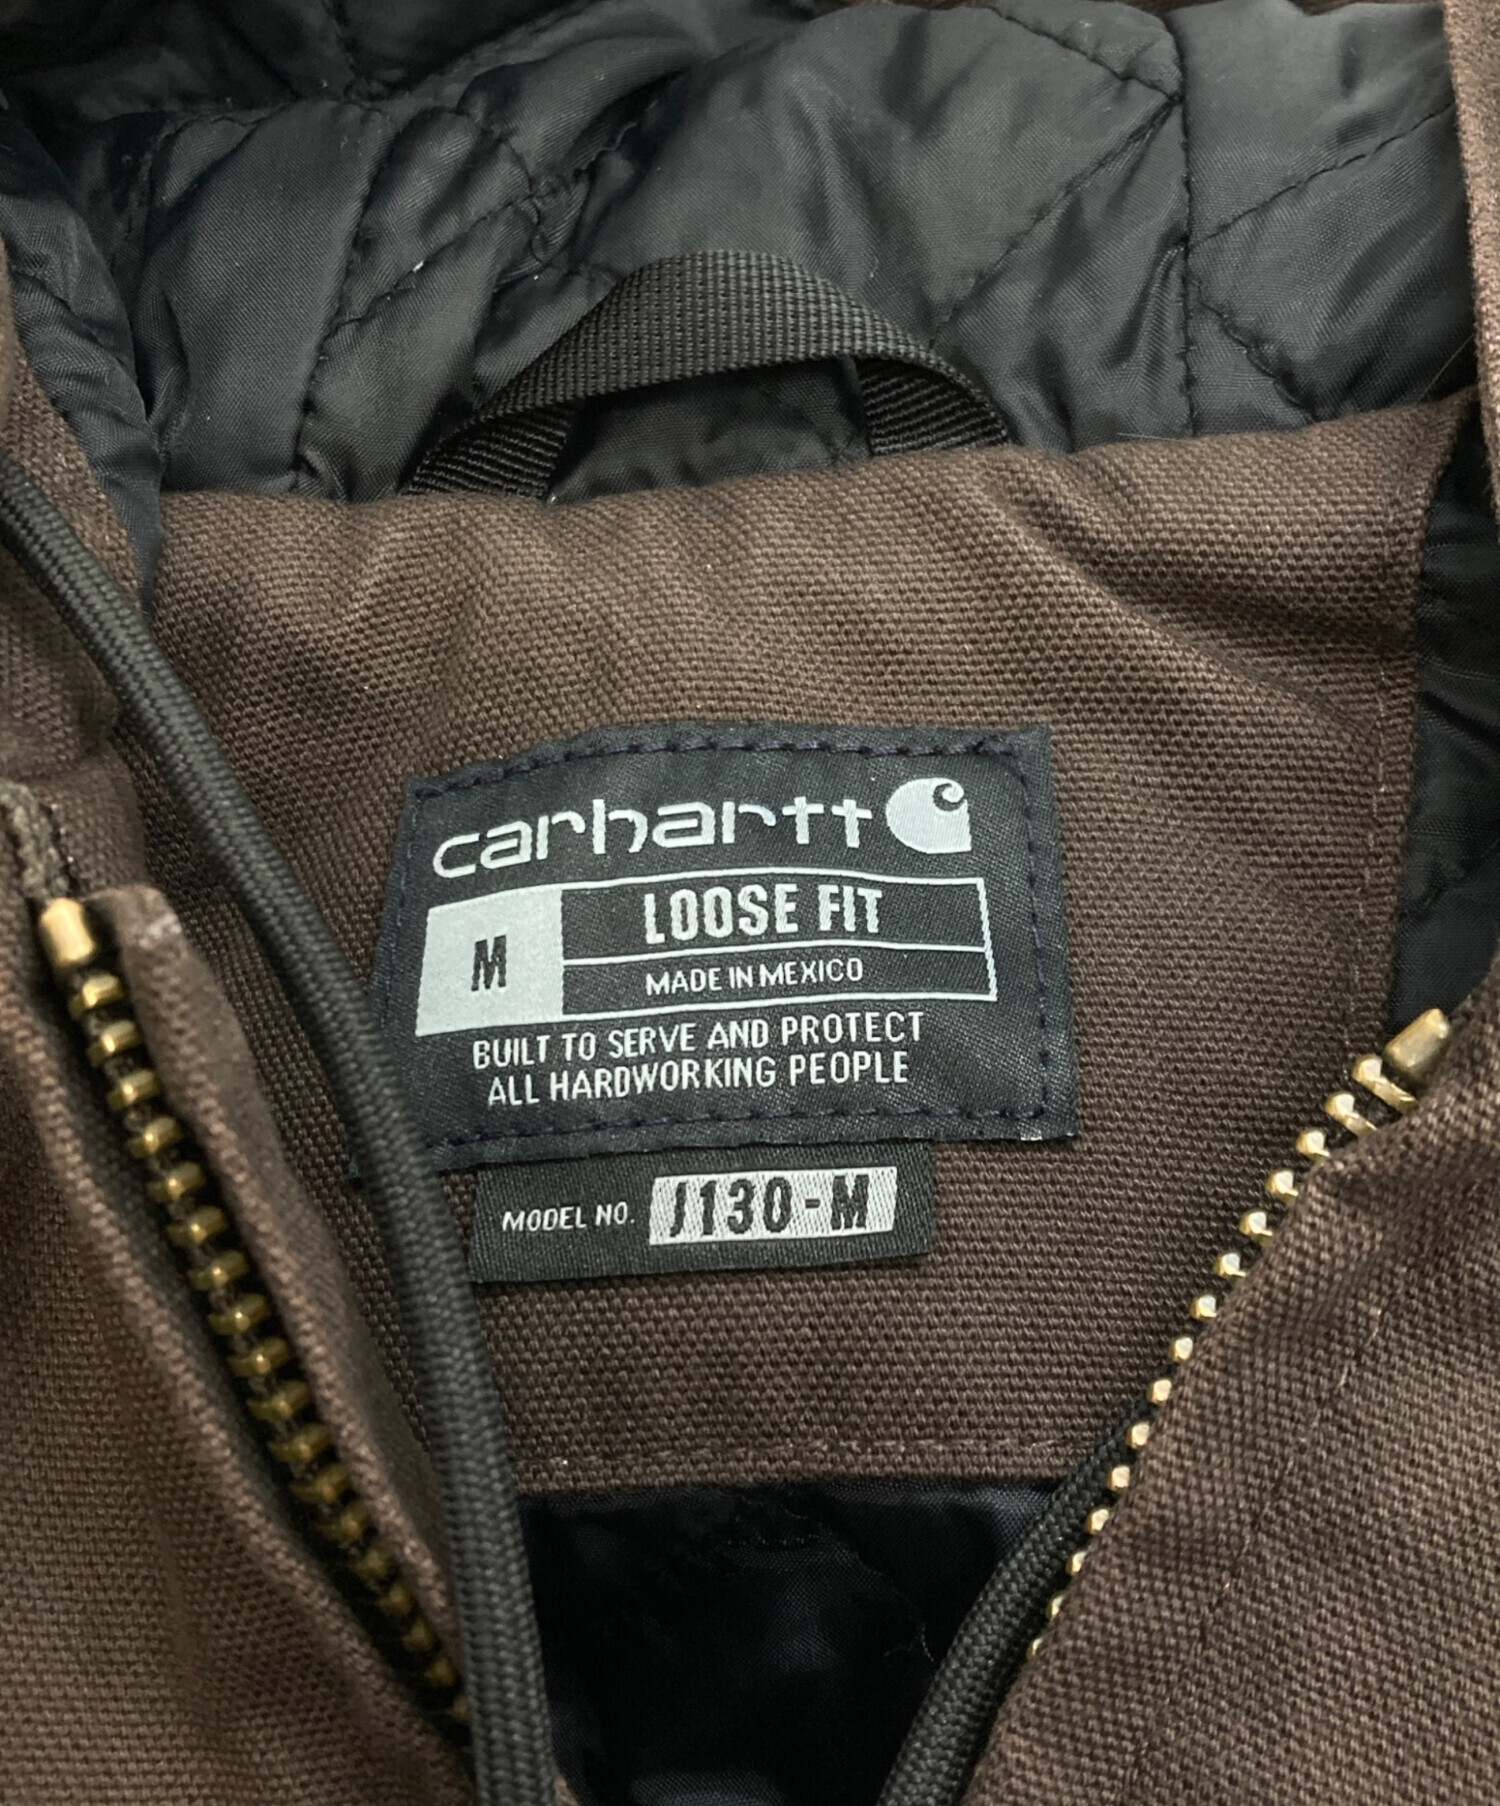 carhartt
M
LOOSE FIT
MADE IN MEXICO
BUILT TO SERVE AND PROTECT
ALL HARDWORKING PEOPLE
MODEL NO. J130-M